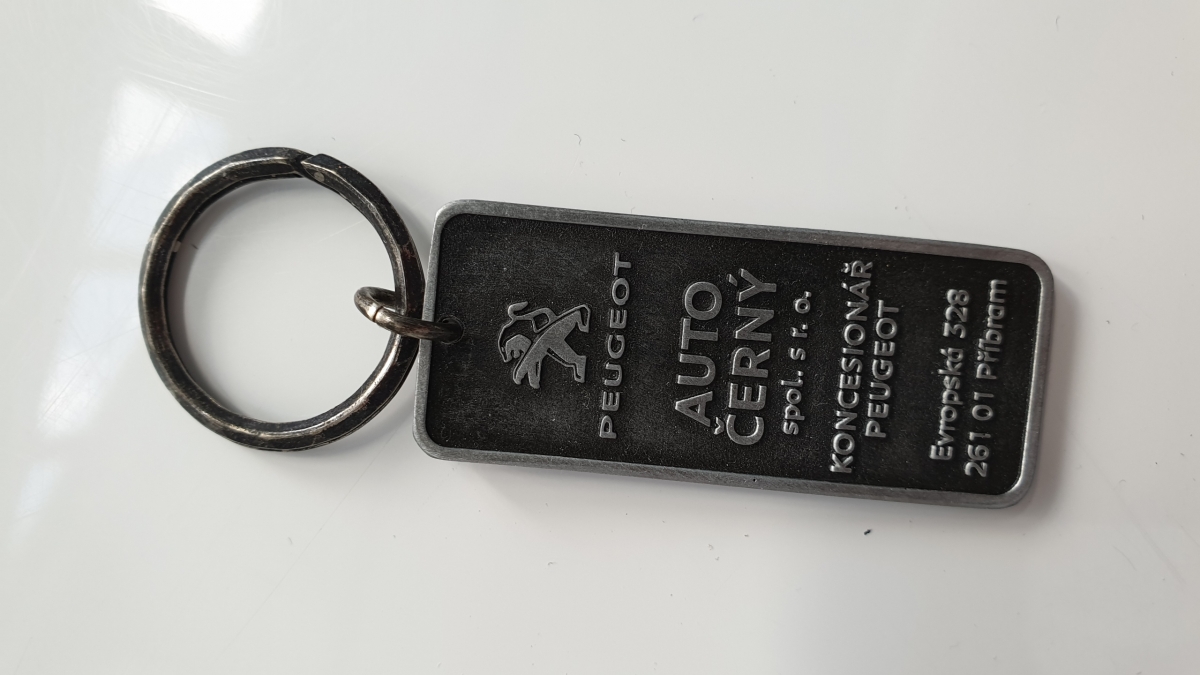 PEUGEOT
AUTO
ČERNÝ
spol. s r. o.
KONCESIONÁŘ
PEUGEOT
Evropská 328
261 01 Příbram